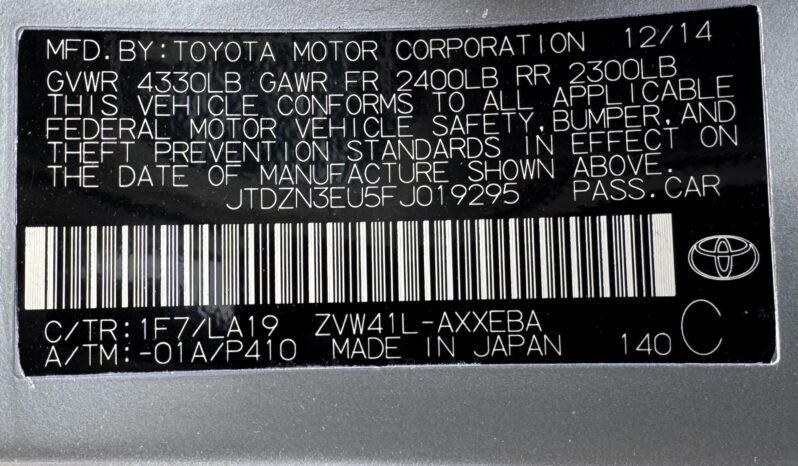 MFD.BY:TOYOTA MOTOR CORPORATION 12/14
GVWR 4330LB GAWR FR 2400LB RR 2300LB
THIS VEHICLE CONFORMS TO ALL APPLICABLE
FEDERAL MOTOR VEHICLE SAFETY,BUMPER,AND
THEFT PREVENTION STANDARDS IN EFFECT ON
THE DATE OF MANUFACTURE SHOWN ABOVE.
JTDZN3EU5FJ019295 PASS.CAR
C/TR:1F7/LA19 ZVW41L-AXXEBA
A/TM:-01A/P410 MADE IN JAPAN 140 C